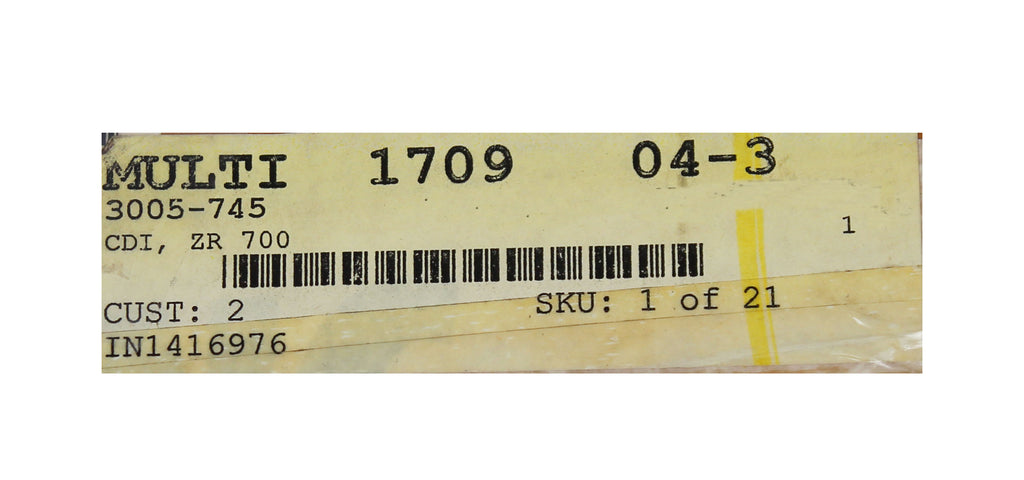 MULTI 1709 04-3
3005-745
CDI, ZR 700
1
CUST: 2 SKU: 1 of 21
IN1416976